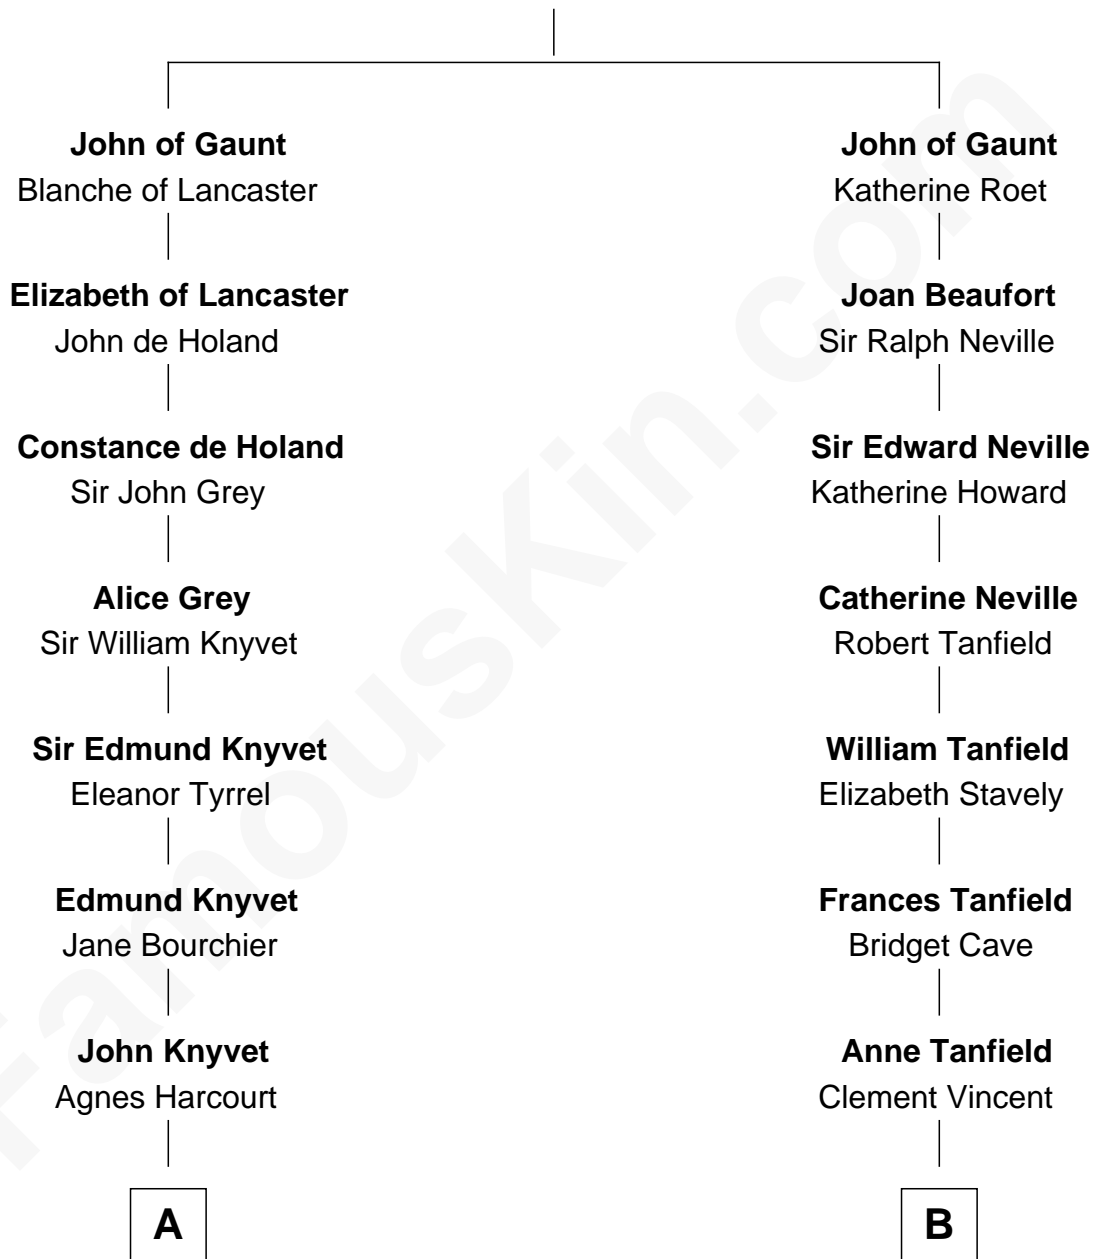 John of Gaunt
Blanche of Lancaster
Elizabeth of Lancaster
John de Holand
Constance de Holand
Sir John Grey
Alice Grey
Sir William Knyvet
Sir Edmund Knyvet
Eleanor Tyrrel
Edmund Knyvet
Jane Bourchier
John Knyvet
Agnes Harcourt
A
John of Gaunt
Katherine Roet
Joan Beaufort
Sir Ralph Neville
Sir Edward Neville
Katherine Howard
Catherine Neville
Robert Tanfield
William Tanfield
Elizabeth Stavely
Frances Tanfield
Bridget Cave
Anne Tanfield
Clement Vincent
B
FamousKin.com